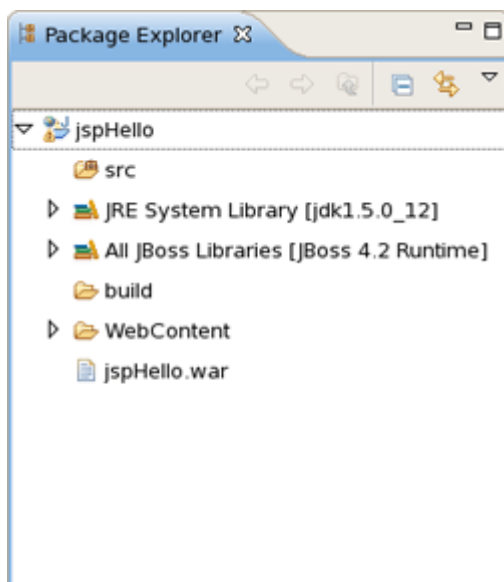 Package Explorer
jspHello
src
JRE System Library [jdk1.5.0_12]
All JBoss Libraries [JBoss 4.2 Runtime]
build
WebContent
jspHello.war